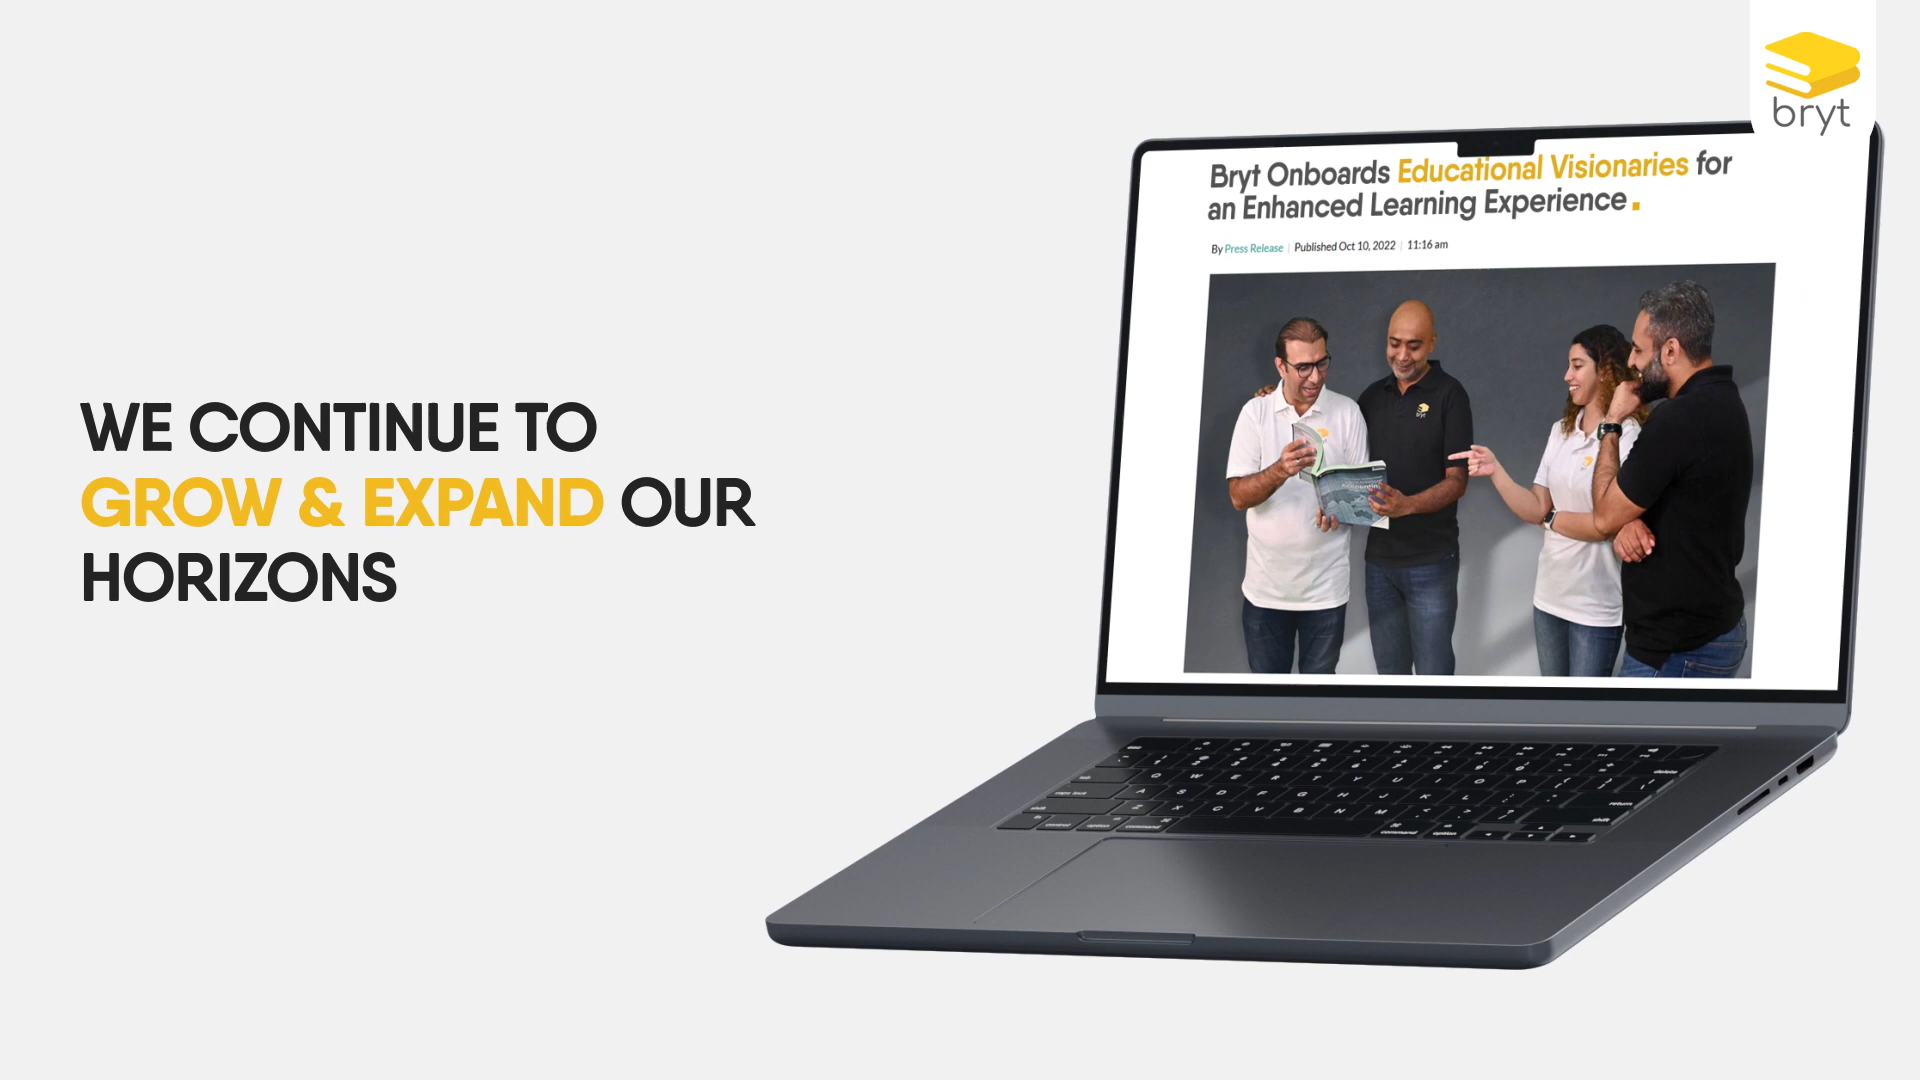 bryt
Bryt Onboards Educational Visionaries for
an Enhanced Learning Experience.
By Press Release | Published Oct 10, 2022 | 11:16 am
WE CONTINUE TO
GROW & EXPAND OUR
HORIZONS